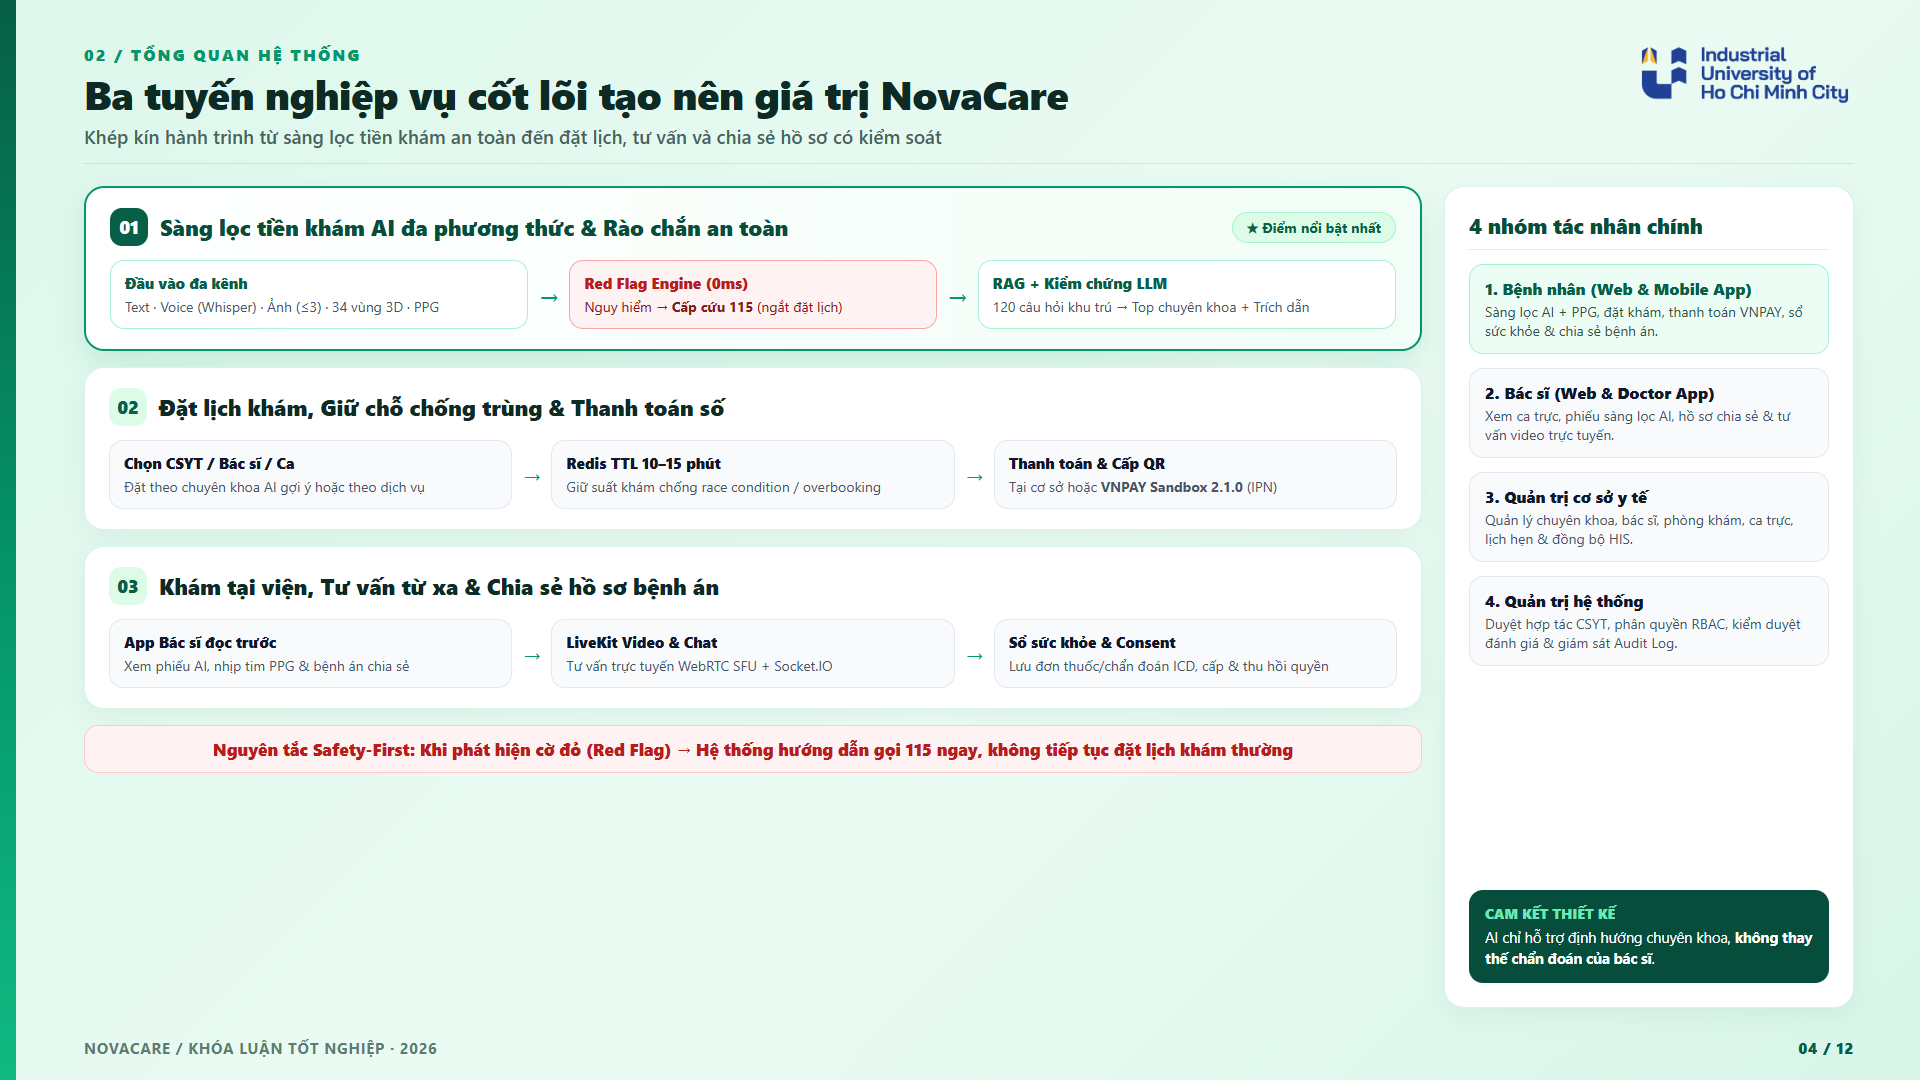 02 / TỔNG QUAN HỆ THỐNG
Ba tuyến nghiệp vụ cốt lõi tạo nên giá trị NovaCare
Khép kín hành trình từ sàng lọc tiền khám an toàn đến đặt lịch, tư vấn và chia sẻ hồ sơ có kiểm soát
Industrial
University of
Ho Chi Minh City
01
Sàng lọc tiền khám AI đa phương thức & Rào chắn an toàn
★ Điểm nổi bật nhất
Đầu vào đa kênh
Text · Voice (Whisper) · Ảnh (≤3) · 34 vùng 3D · PPG
→
Red Flag Engine (0ms)
Nguy hiểm → Cấp cứu 115 (ngắt đặt lịch)
→
RAG + Kiểm chứng LLM
120 câu hỏi khu trú → Top chuyên khoa + Trích dẫn
02
Đặt lịch khám, Giữ chỗ chống trùng & Thanh toán số
Chọn CSYT / Bác sĩ / Ca
Đặt theo chuyên khoa AI gợi ý hoặc theo dịch vụ
→
Redis TTL 10–15 phút
Giữ suất khám chống race condition / overbooking
→
Thanh toán & Cấp QR
Tại cơ sở hoặc VNPAY Sandbox 2.1.0 (IPN)
03
Khám tại viện, Tư vấn từ xa & Chia sẻ hồ sơ bệnh án
App Bác sĩ đọc trước
Xem phiếu AI, nhịp tim PPG & bệnh án chia sẻ
→
LiveKit Video & Chat
Tư vấn trực tuyến WebRTC SFU + Socket.IO
→
Sổ sức khỏe & Consent
Lưu đơn thuốc/chẩn đoán ICD, cấp & thu hồi quyền
Nguyên tắc Safety-First: Khi phát hiện cờ đỏ (Red Flag) → Hệ thống hướng dẫn gọi 115 ngay, không tiếp tục đặt lịch khám thường
4 nhóm tác nhân chính
1. Bệnh nhân (Web & Mobile App)
Sàng lọc AI + PPG, đặt khám, thanh toán VNPAY, sổ
sức khỏe & chia sẻ bệnh án.
2. Bác sĩ (Web & Doctor App)
Xem ca trực, phiếu sàng lọc AI, hồ sơ chia sẻ & tư
vấn video trực tuyến.
3. Quản trị cơ sở y tế
Quản lý chuyên khoa, bác sĩ, phòng khám, ca trực,
lịch hẹn & đồng bộ HIS.
4. Quản trị hệ thống
Duyệt hợp tác CSYT, phân quyền RBAC, kiểm duyệt
đánh giá & giám sát Audit Log.
CAM KẾT THIẾT KẾ
AI chỉ hỗ trợ định hướng chuyên khoa, không thay
thế chẩn đoán của bác sĩ.
NOVACARE / KHÓA LUẬN TỐT NGHIỆP · 2026
04 / 12